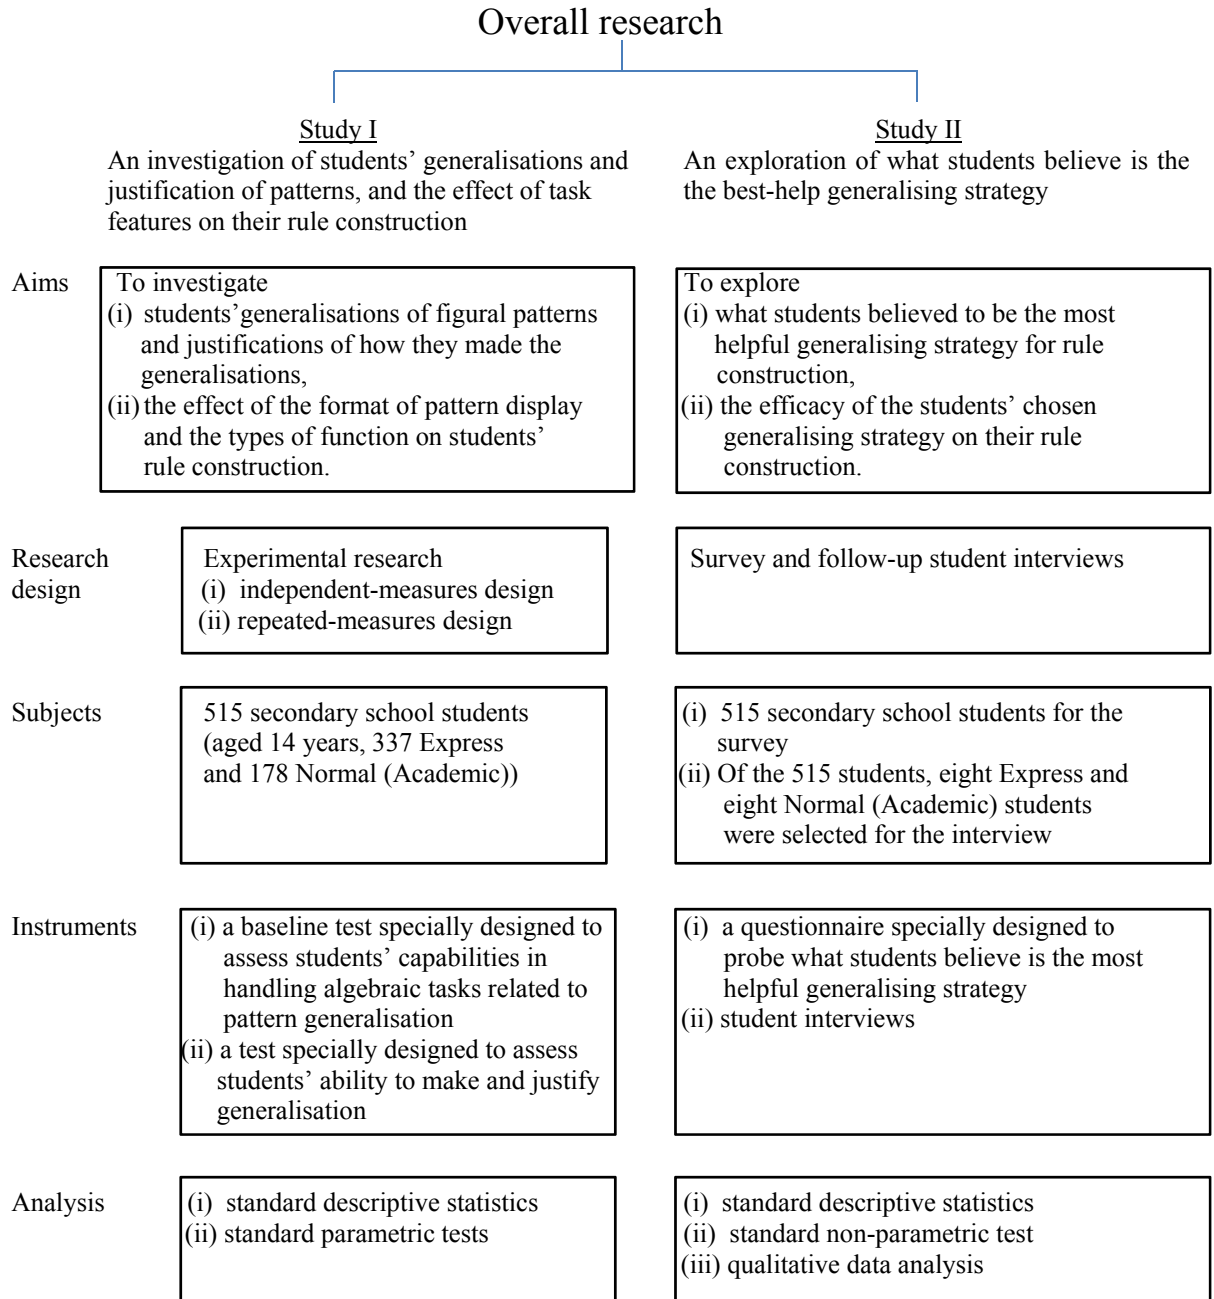 Overall research
Study I
An investigation of students’ generalisations and
justification of patterns, and the effect of task
features on their rule construction
Study II
An exploration of what students believe is the
the best-help generalising strategy
Aims
To investigate
(i) students’generalisations of figural patterns
and justifications of how they made the
generalisations,
(ii) the effect of the format of pattern display
and the types of function on students’
rule construction.
To explore
(i) what students believed to be the most
helpful generalising strategy for rule
construction,
(ii) the efficacy of the students’ chosen
generalising strategy on their rule
construction.
Research
design
Experimental research
(i) independent-measures design
(ii) repeated-measures design
Survey and follow-up student interviews
Subjects
515 secondary school students
(aged 14 years, 337 Express
and 178 Normal (Academic))
(i) 515 secondary school students for the
survey
(ii) Of the 515 students, eight Express and
eight Normal (Academic) students
were selected for the interview
Instruments
(i) a baseline test specially designed to
assess students’ capabilities in
handling algebraic tasks related to
pattern generalisation
(ii) a test specially designed to assess
students’ ability to make and justify
generalisation
(i) a questionnaire specially designed to
probe what students believe is the most
helpful generalising strategy
(ii) student interviews
Analysis
(i) standard descriptive statistics
(ii) standard parametric tests
(i) standard descriptive statistics
(ii) standard non-parametric test
(iii) qualitative data analysis